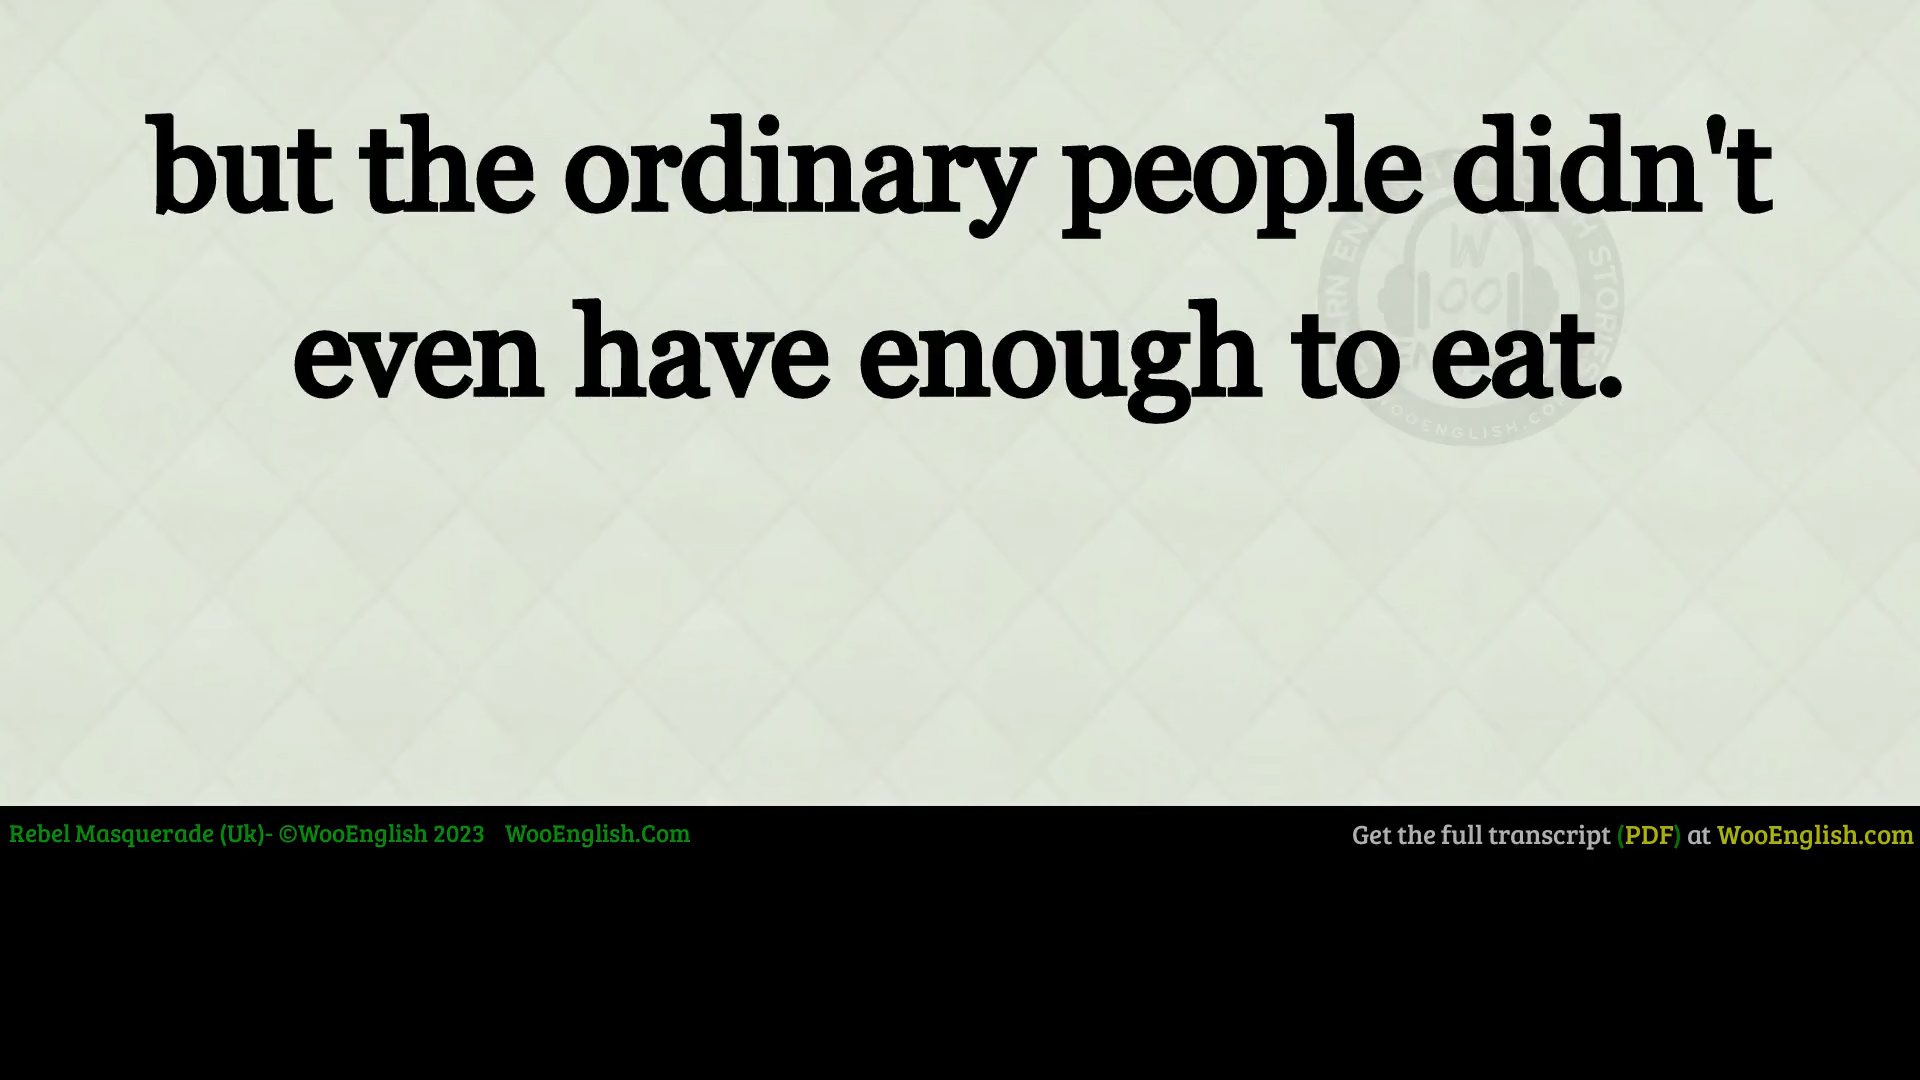 but the ordinary people didn't
even have enough to eat.
Rebel Masquerade (Uk)- ©WooEnglish 2023 WooEnglish.Com
Get the full transcript (PDF) at WooEnglish.com